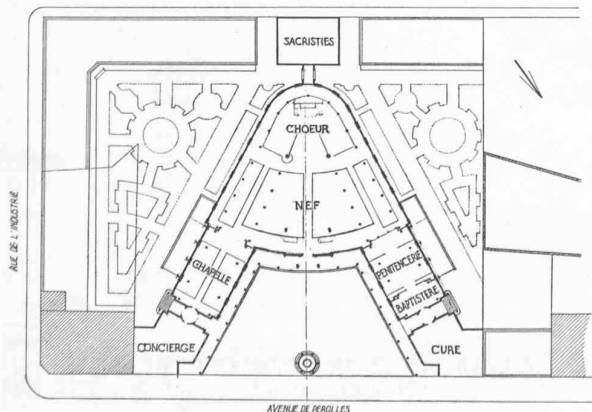 SACRISTIES
CHOEUR
NEF
RUE DE L'INDUSTRIE
CHAPELLE
PENITENCERIE
BAPTISTERE
CONCIERGE
CURE
AVENUE DE PEROLLES